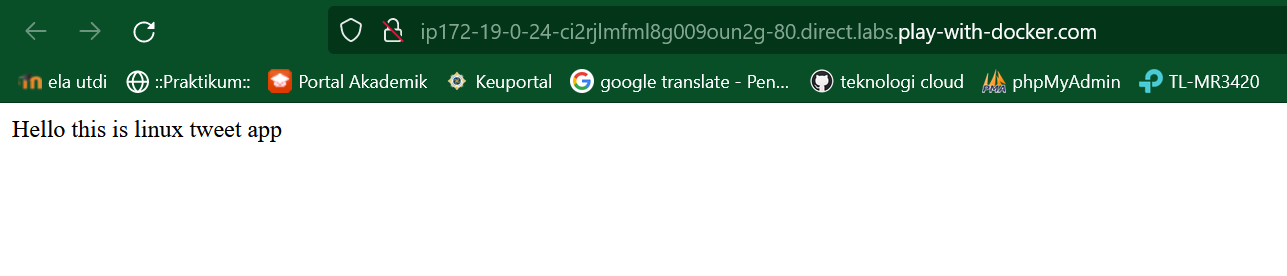 ip172-19-0-24-ci2rjlmfml8g009oun2g-80.direct.labs.play-with-docker.com
ela utdi ::Praktikum:: Portal Akademik Keuportal google translate - Pen... teknologi cloud phpMyAdmin TL-MR3420
Hello this is linux tweet app